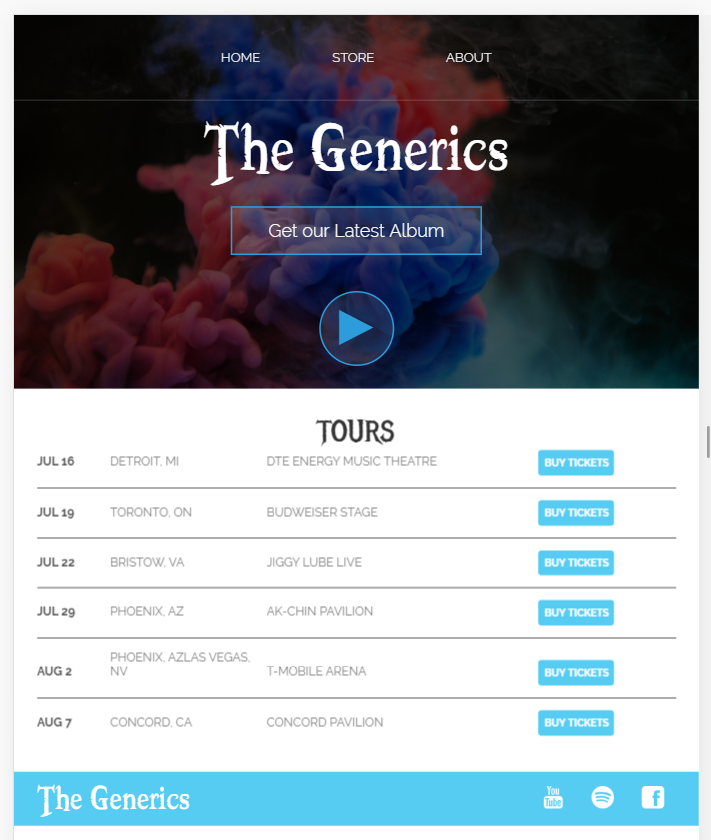 HOME STORE ABOUT
The Generics
Get our Latest Album
TOURS
JUL 16 DETROIT, MI DTE ENERGY MUSIC THEATRE BUY TICKETS
JUL 19 TORONTO, ON BUDWEISER STAGE BUY TICKETS
JUL 22 BRISTOW, VA JIGGY LUBE LIVE BUY TICKETS
JUL 29 PHOENIX, AZ AK-CHIN PAVILION BUY TICKETS
AUG 2 PHOENIX, AZLAS VEGAS,
NV T-MOBILE ARENA BUY TICKETS
AUG 7 CONCORD, CA CONCORD PAVILION BUY TICKETS
The Generics You
Tube